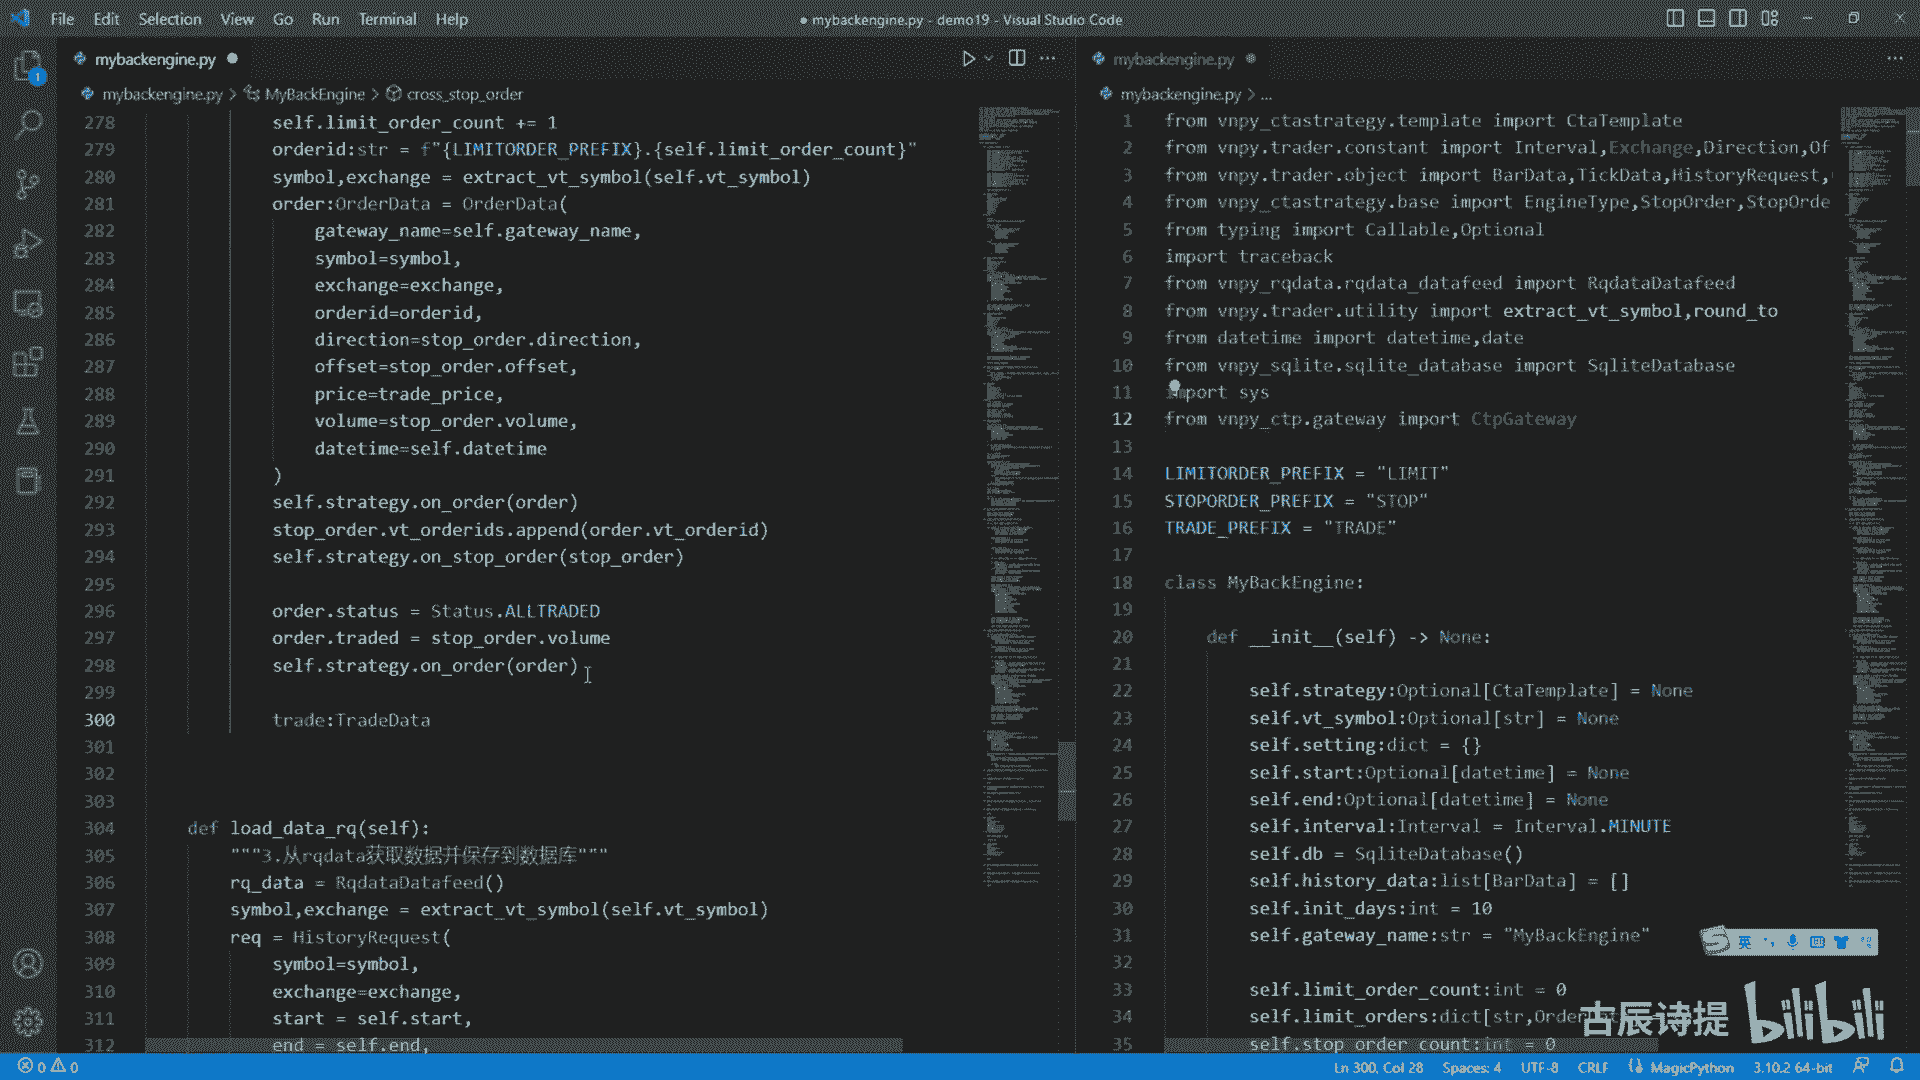 File Edit Selection View Go Run Terminal Help
● mybackengine.py - demo19 - Visual Studio Code
mybackengine.py ●
mybackengine.py > MyBackEngine > cross_stop_order
278 self.limit_order_count += 1
279 orderid:str = f"{LIMITORDER_PREFIX}.{self.limit_order_count}"
280 symbol,exchange = extract_vt_symbol(self.vt_symbol)
281 order:OrderData = OrderData(
282 gateway_name=self.gateway_name,
283 symbol=symbol,
284 exchange=exchange,
285 orderid=orderid,
286 direction=stop_order.direction,
287 offset=stop_order.offset,
288 price=trade_price,
289 volume=stop_order.volume,
290 datetime=self.datetime
291 )
292 self.strategy.on_order(order)
293 stop_order.vt_orderids.append(order.vt_orderid)
294 self.strategy.on_stop_order(stop_order)
295
296 order.status = Status.ALLTRADED
297 order.traded = stop_order.volume
298 self.strategy.on_order(order)
299
300 trade:TradeData
301
302
303
304 def load_data_rq(self):
305 """3.从rqdata获取数据并保存到数据库"""
306 rq_data = RqdataDatafeed()
307 symbol,exchange = extract_vt_symbol(self.vt_symbol)
308 req = HistoryRequest(
309 symbol=symbol,
310 exchange=exchange,
311 start = self.start,
312 end = self.end,
mybackengine.py ●
mybackengine.py > ...
1 from vnpy_ctastrategy.template import CtaTemplate
2 from vnpy.trader.constant import Interval,Exchange,Direction,Of
3 from vnpy.trader.object import BarData,TickData,HistoryRequest,
4 from vnpy_ctastrategy.base import EngineType,StopOrder,StopOrde
5 from typing import Callable,Optional
6 import traceback
7 from vnpy_rqdata.rqdata_datafeed import RqdataDatafeed
8 from vnpy.trader.utility import extract_vt_symbol,round_to
9 from datetime import datetime,date
10 from vnpy_sqlite.sqlite_database import SqliteDatabase
11 import sys
12 from vnpy_ctp.gateway import CtpGateway
13
14 LIMITORDER_PREFIX = "LIMIT"
15 STOPORDER_PREFIX = "STOP"
16 TRADE_PREFIX = "TRADE"
17
18 class MyBackEngine:
19
20 def __init__(self) -> None:
21
22 self.strategy:Optional[CtaTemplate] = None
23 self.vt_symbol:Optional[str] = None
24 self.setting:dict = {}
25 self.start:Optional[datetime] = None
26 self.end:Optional[datetime] = None
27 self.interval:Interval = Interval.MINUTE
28 self.db = SqliteDatabase()
29 self.history_data:list[BarData] = []
30 self.init_days:int = 10
31 self.gateway_name:str = "MyBackEngine"
32
33 self.limit_order_count:int = 0
34 self.limit_orders:dict[str,Order
35 self.stop_order_count:int = 0
英
古辰诗提 bilibili
0 0
Ln 300, Col 28 Spaces: 4 UTF-8 CRLF MagicPython 3.10.2 64-bit